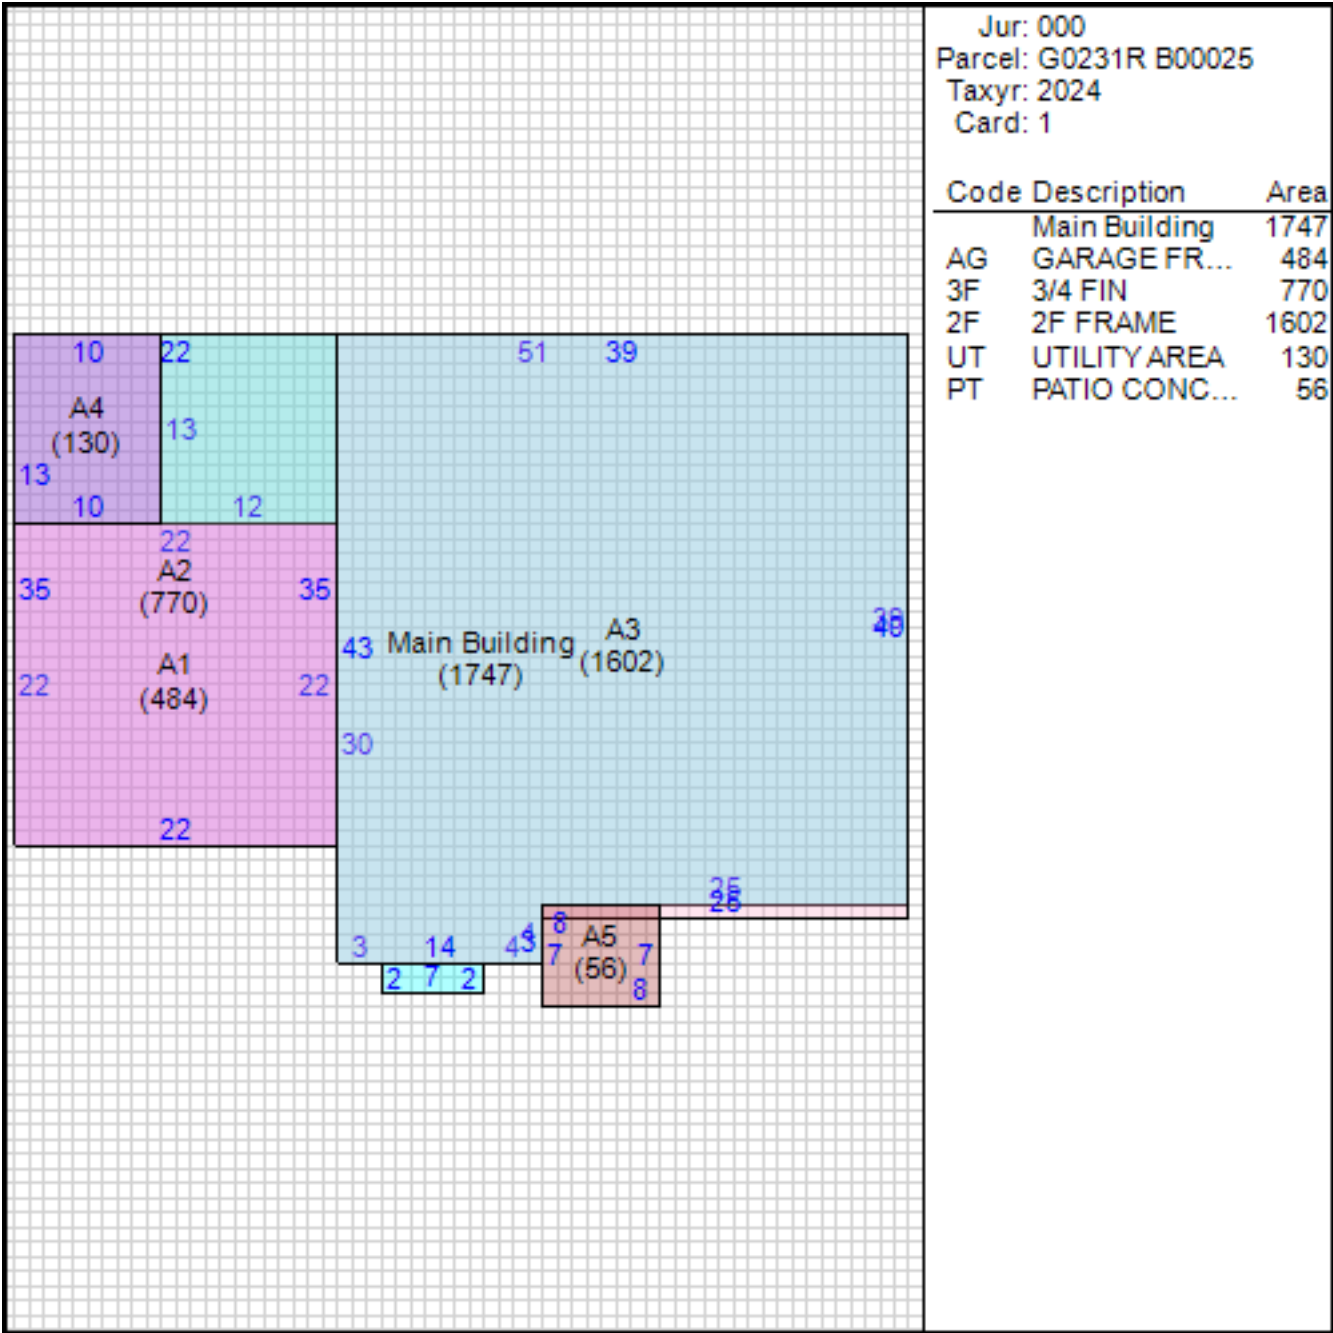 Jur: 000
Parcel: G0231R B00025
Taxyr: 2024
Card: 1
Code Description Area
Main Building 1747
AG GARAGE FR... 484
3F 3/4 FIN 770
2F 2F FRAME 1602
UT UTILITY AREA 130
PT PATIO CONC... 56
10 22 51 39
A4
(130)
13
13
10 12
22
A2
(770)
35 35
A1
(484)
22 22
22
43
Main Building
(1747)
A3
(1602)
30
3 14 4 3
2 7 2
8
A5
(56)
7 7
8